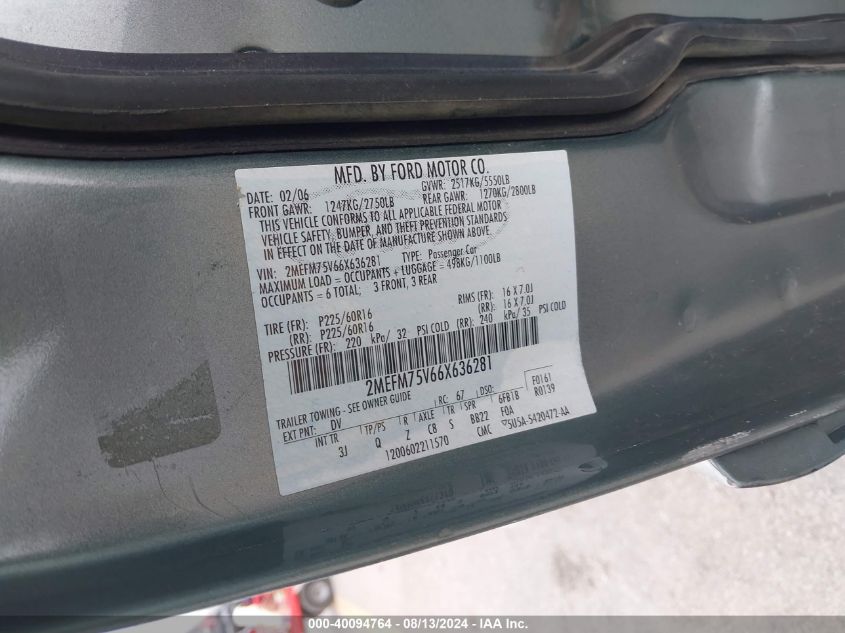 MFD. BY FORD MOTOR CO.
DATE: 02/06 GVWR: 2517KG/5550LB
FRONT GAWR: 1247KG/2750LB REAR GAWR: 1270KG/2800LB
THIS VEHICLE CONFORMS TO ALL APPLICABLE FEDERAL MOTOR
VEHICLE SAFETY, BUMPER, AND THEFT PREVENTION STANDARDS
IN EFFECT ON THE DATE OF MANUFACTURE SHOWN ABOVE.
VIN: 2MEFM75V66X636281 TYPE: Passenger Car
MAXIMUM LOAD = OCCUPANTS + LUGGAGE = 498KG/1100LB
OCCUPANTS = 6 TOTAL; 3 FRONT, 3 REAR
TIRE (FR): P225/60R16 RIMS (FR): 16 X 7.0J
(RR): P225/60R16 (RR): 16 X 7.0J
PRESSURE (FR): 220 kPa/ 32 PSI COLD (RR): 240 kPa/ 35 PSI COLD
2MEFM75V66X636281
TRAILER TOWING - SEE OWNER GUIDE
EXT PNT: DV RC: 67 DSO: F0161
INT TR TP/PS R AXLE TR SPR 6FB1B R0139
3J Q Z CB S BB22 F0A
1200602211570 CMC 5U5A-5420472-AA
000-40094764 - 08/13/2024 - IAA Inc.